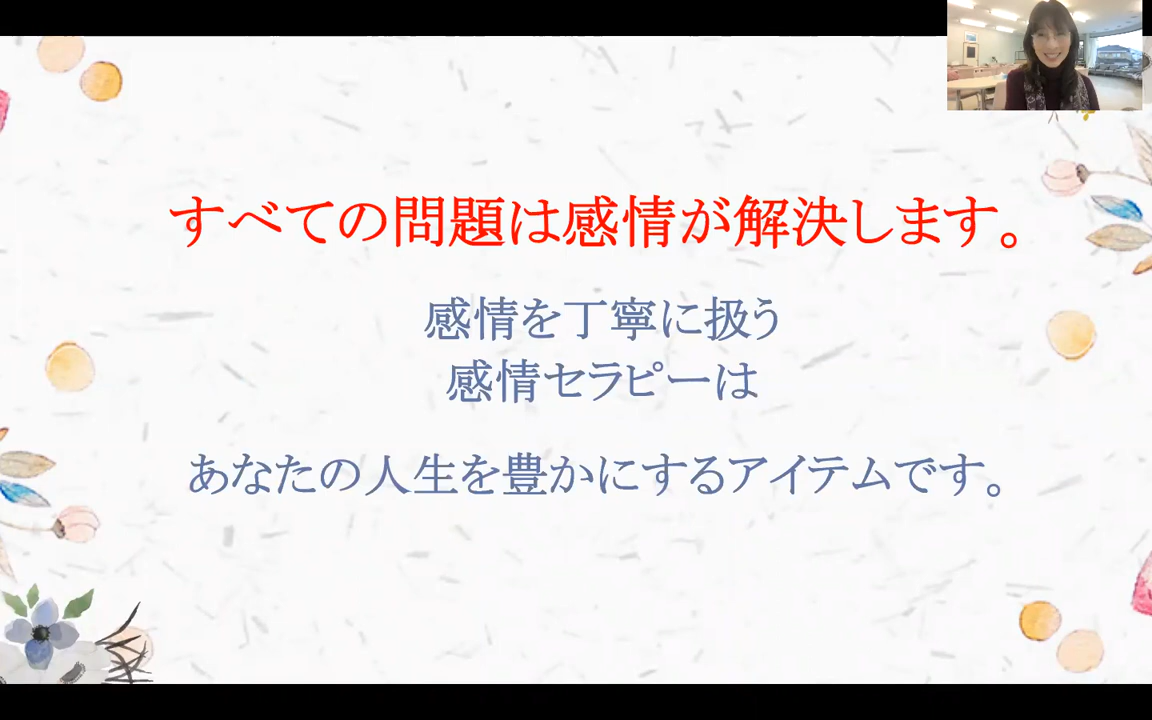 すべての問題は感情が解決します。
感情を丁寧に扱う
感情セラピーは
あなたの人生を豊かにするアイテムです。